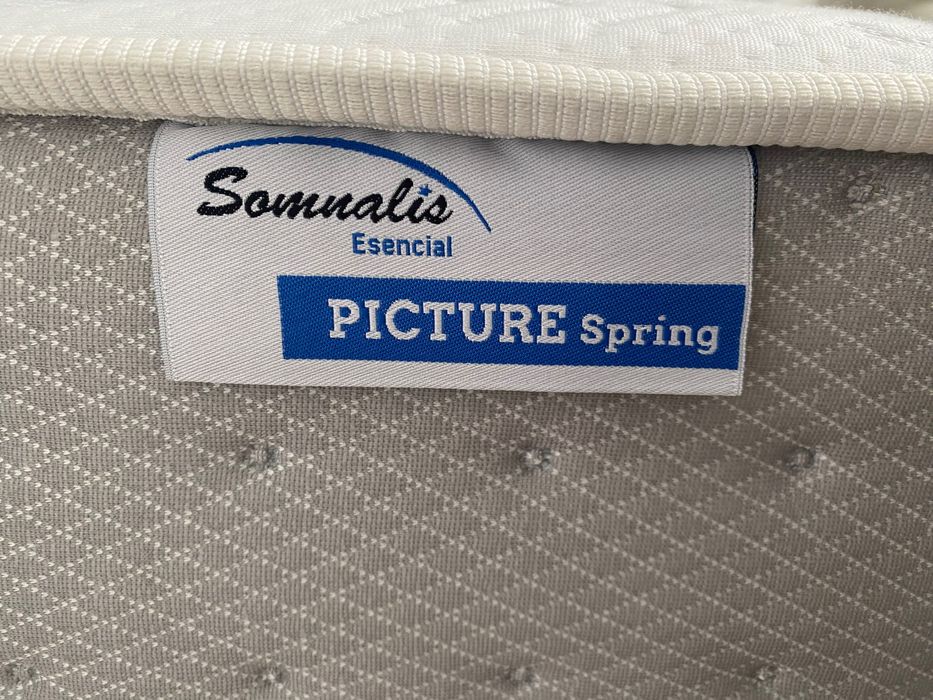 Somnalis
Esencial
PICTURE Spring